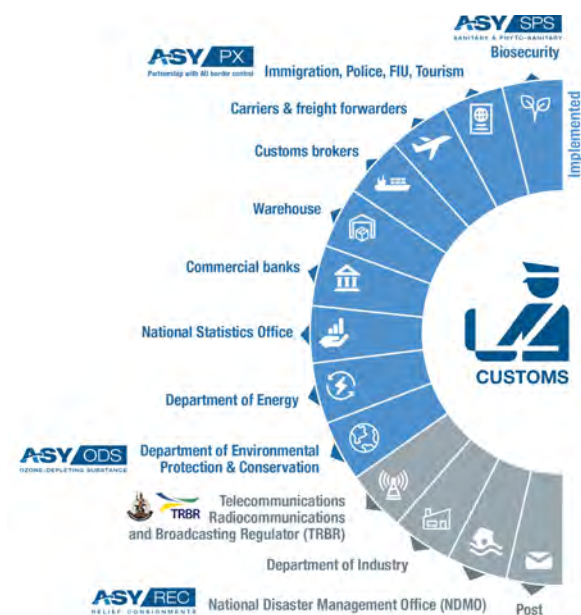 ASY SPS
SANITARY & PHYTO-SANITARY
Biosecurity
ASY PX
Partnership with All border control
Immigration, Police, FIU, Tourism
Implemented
Carriers & freight forwarders
Customs brokers
Warehouse
Commercial banks
National Statistics Office
CUSTOMS
Department of Energy
ASY ODS
OZONE-DEPLETING SUBSTANCE
Department of Environmental
Protection & Conservation
TRBR
Telecommunications
Radiocommunications
and Broadcasting Regulator (TRBR)
Department of Industry
ASY REC
RELIEF CONSIGNMENTS
National Disaster Management Office (NDMO)
Post